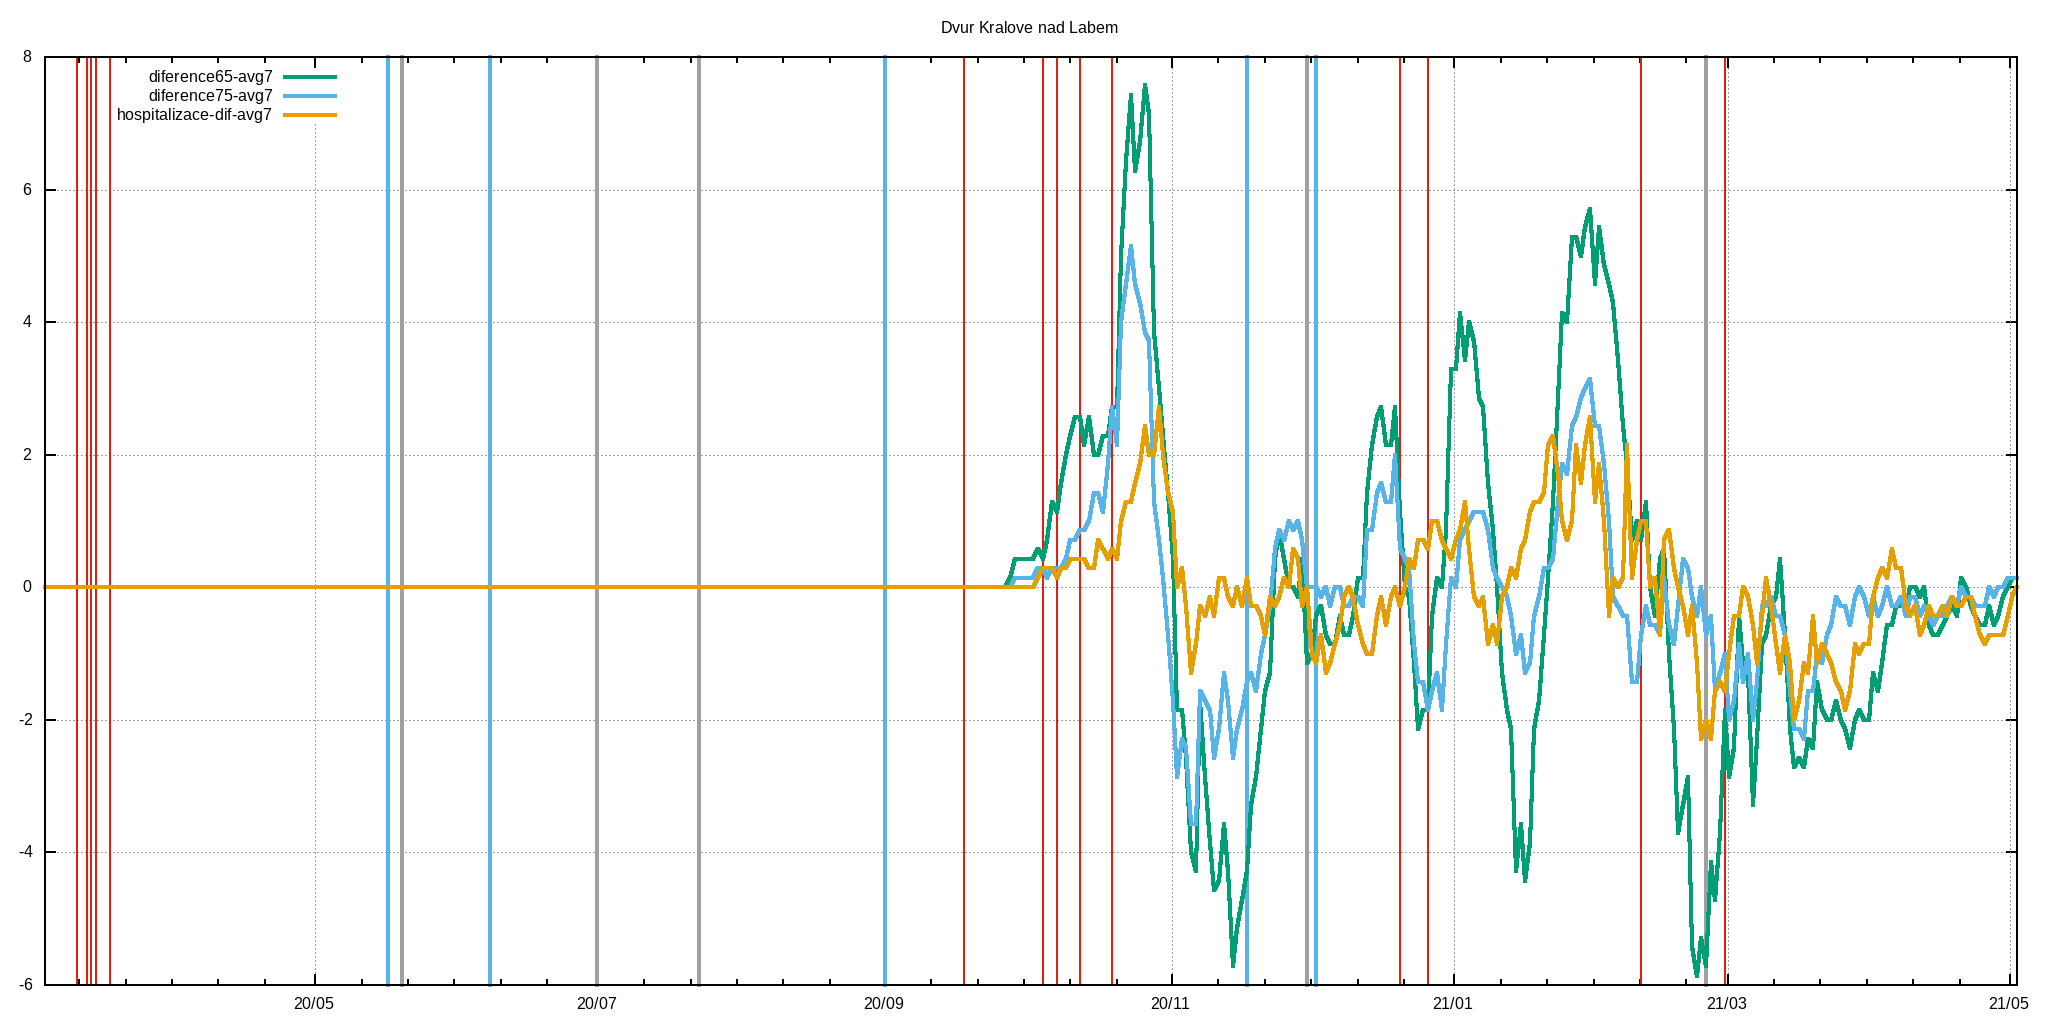 Dvur Kralove nad Labem
diference65-avg7
diference75-avg7
hospitalizace-dif-avg7
8
6
4
2
0
-2
-4
-6
20/05 20/07 20/09 20/11 21/01 21/03 21/05